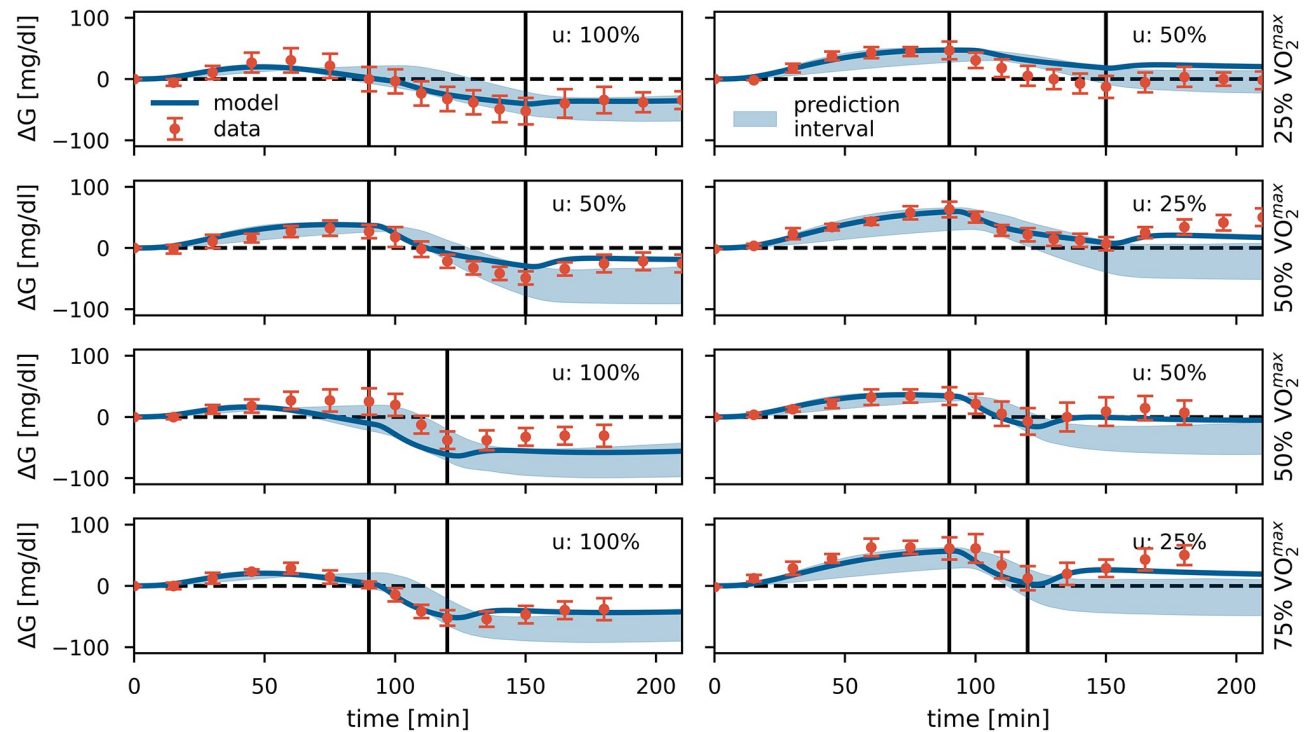 100
0
−100
ΔG [mg/dl]
u: 100%
model
data
u: 50%
prediction
interval
25% VO₂ᵐᵃˣ
100
0
−100
ΔG [mg/dl]
u: 50%
u: 25%
50% VO₂ᵐᵃˣ
100
0
−100
ΔG [mg/dl]
u: 100%
u: 50%
50% VO₂ᵐᵃˣ
100
0
−100
ΔG [mg/dl]
u: 100%
u: 25%
75% VO₂ᵐᵃˣ
0 50 100 150 200
0 50 100 150 200
time [min]
time [min]